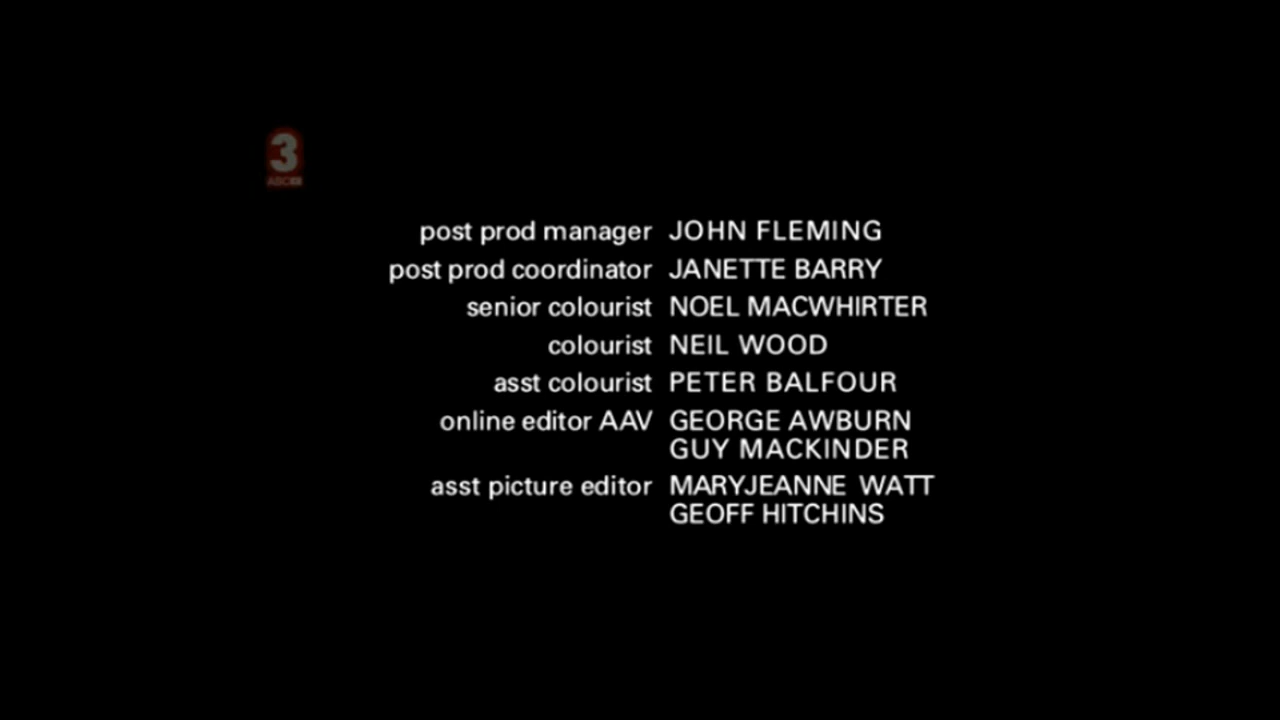 3
ABC
post prod manager JOHN FLEMING
post prod coordinator JANETTE BARRY
senior colourist NOEL MACWHIRTER
colourist NEIL WOOD
asst colourist PETER BALFOUR
online editor AAV GEORGE AWBURN
GUY MACKINDER
asst picture editor MARYJEANNE WATT
GEOFF HITCHINS